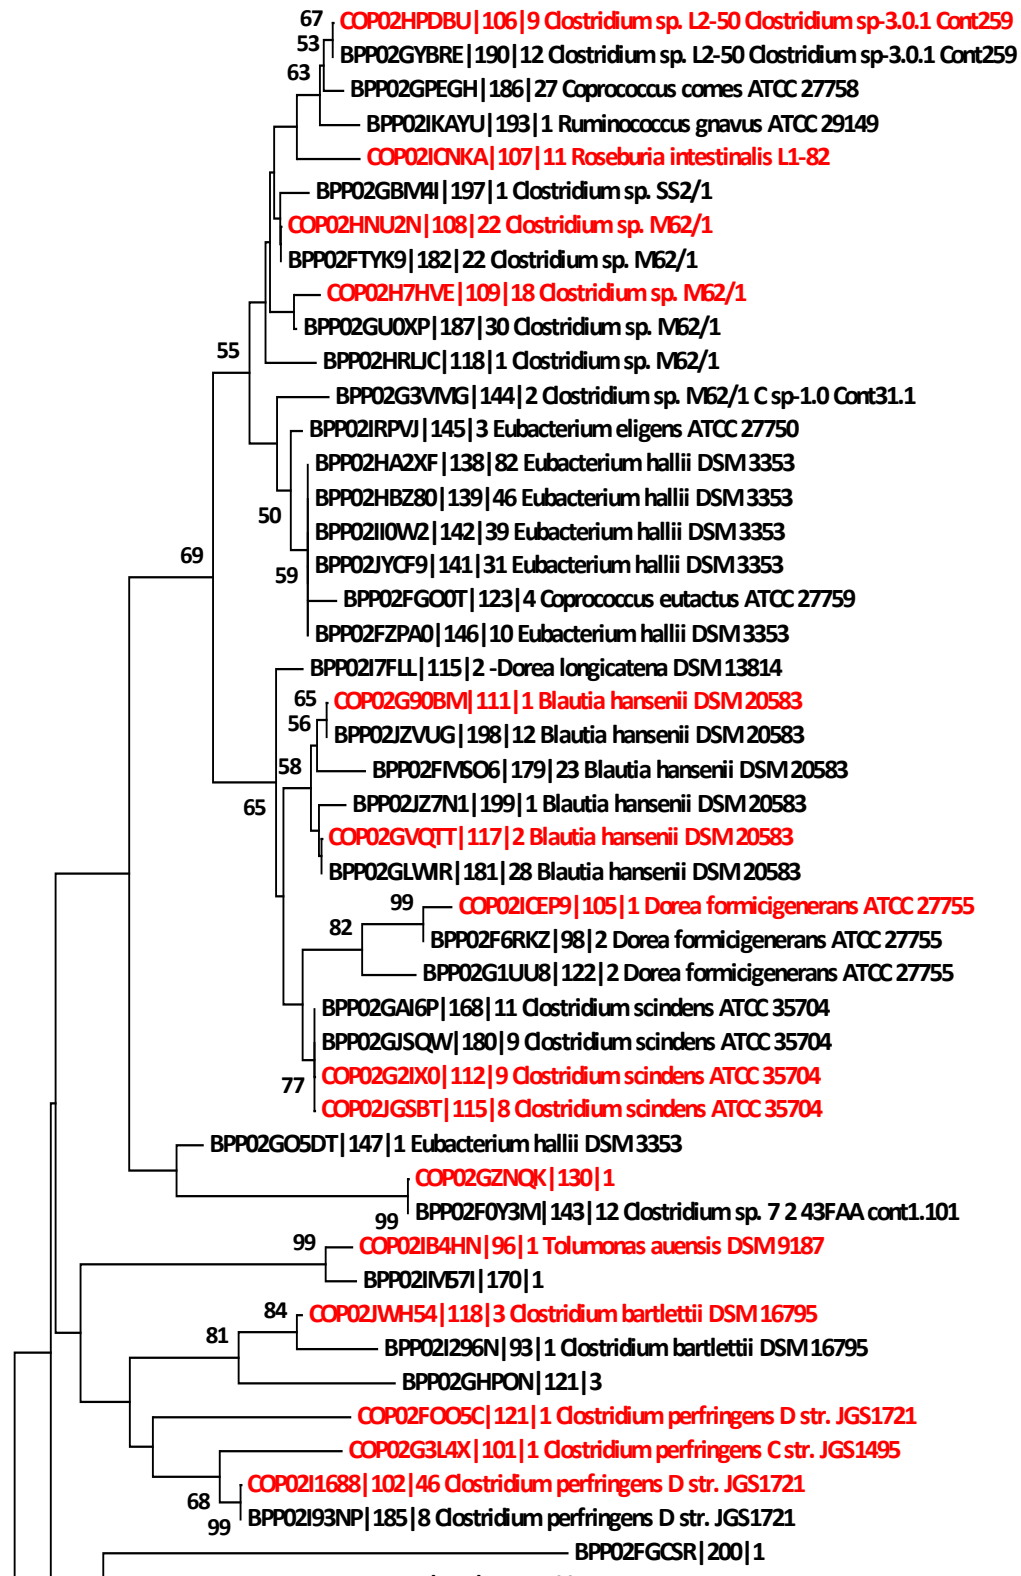 67
COP02HPDBU|106|9 Clostridium sp. L2-50 Clostridium sp-3.0.1 Cont259
53
BPP02GYBRE|190|12 Clostridium sp. L2-50 Clostridium sp-3.0.1 Cont259
63
BPP02GPEGH|186|27 Coprococcus comes ATCC 27758
BPP02IKAYU|193|1 Ruminococcus gnavus ATCC 29149
COP02ICNKA|107|11 Roseburia intestinalis L1-82
BPP02GBM4I|197|1 Clostridium sp. SS2/1
COP02HNU2N|108|22 Clostridium sp. M62/1
BPP02FTYK9|182|22 Clostridium sp. M62/1
COP02H7HVE|109|18 Clostridium sp. M62/1
BPP02GU0XP|187|30 Clostridium sp. M62/1
55
BPP02HRLJC|118|1 Clostridium sp. M62/1
BPP02G3VMG|144|2 Clostridium sp. M62/1 C sp-1.0 Cont31.1
BPP02IRPVJ|145|3 Eubacterium eligens ATCC 27750
BPP02HA2XF|138|82 Eubacterium hallii DSM 3353
BPP02HBZ80|139|46 Eubacterium hallii DSM 3353
50
BPP02II0W2|142|39 Eubacterium hallii DSM 3353
69
BPP02JYCF9|141|31 Eubacterium hallii DSM 3353
59
BPP02FGO0T|123|4 Coprococcus eutactus ATCC 27759
BPP02FZPA0|146|10 Eubacterium hallii DSM 3353
BPP02I7FLL|115|2 -Dorea longicatena DSM 13814
65
COP02G90BM|111|1 Blautia hansenii DSM 20583
56
BPP02JZVUG|198|12 Blautia hansenii DSM 20583
58
BPP02FMSO6|179|23 Blautia hansenii DSM 20583
65
BPP02JZ7N1|199|1 Blautia hansenii DSM 20583
COP02GVQTT|117|2 Blautia hansenii DSM 20583
BPP02GLWIR|181|28 Blautia hansenii DSM 20583
99
COP02ICEP9|105|1 Dorea formicigenerans ATCC 27755
82
BPP02F6RKZ|98|2 Dorea formicigenerans ATCC 27755
BPP02G1UU8|122|2 Dorea formicigenerans ATCC 27755
BPP02GAI6P|168|11 Clostridium scindens ATCC 35704
BPP02GJSQW|180|9 Clostridium scindens ATCC 35704
COP02G2IX0|112|9 Clostridium scindens ATCC 35704
77
COP02JGSBT|115|8 Clostridium scindens ATCC 35704
BPP02GO5DT|147|1 Eubacterium hallii DSM 3353
COP02GZNQK|130|1
BPP02F0Y3M|143|12 Clostridium sp. 7 2 43FAA cont1.101
99
99
COP02IB4HN|96|1 Tolumonas auensis DSM 9187
BPP02IM57I|170|1
84
COP02JWH54|118|3 Clostridium bartlettii DSM 16795
81
BPP02I296N|93|1 Clostridium bartlettii DSM 16795
BPP02GHPON|121|3
COP02FOO5C|121|1 Clostridium perfringens D str. JGS1721
COP02G3L4X|101|1 Clostridium perfringens C str. JGS1495
COP02I1688|102|46 Clostridium perfringens D str. JGS1721
68
BPP02I93NP|185|8 Clostridium perfringens D str. JGS1721
99
BPP02FGCSR|200|1